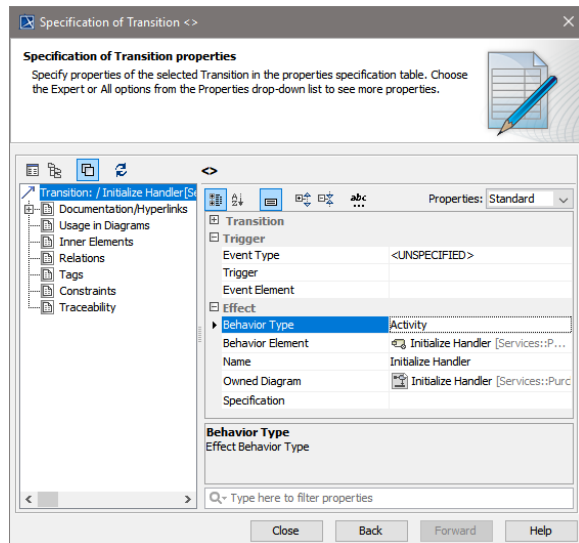 Specification of Transition <>
Specification of Transition properties
Specify properties of the selected Transition in the properties specification table. Choose
the Expert or All options from the Properties drop-down list to see more properties.
<>
Transition: / Initialize Handler[Se
Documentation/Hyperlinks
Usage in Diagrams
Inner Elements
Relations
Tags
Constraints
Traceability
abc
Properties: Standard
Transition
Trigger
Event Type <UNSPECIFIED>
Trigger
Event Element
Effect
Behavior Type Activity
Behavior Element Initialize Handler [Services::P...
Name Initialize Handler
Owned Diagram Initialize Handler [Services::Purc
Specification
Behavior Type
Effect Behavior Type
Type here to filter properties
Close Back Forward Help